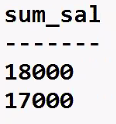 sum_sal
-------
18000
17000